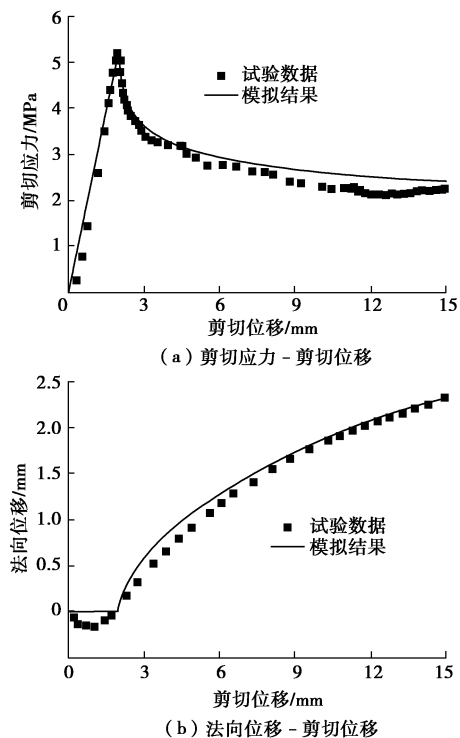 6
5
4
3
2
1
0
3
6
9
12
15
剪切应力/MPa
■ 试验数据
— 模拟结果
剪切位移/mm
(a) 剪切应力－剪切位移
2.5
2.0
1.5
1.0
0.5
0
0
3
6
9
12
15
法向位移/mm
■ 试验数据
— 模拟结果
剪切位移/mm
(b) 法向位移－剪切位移